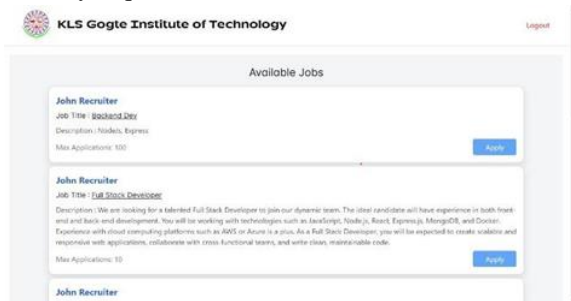 KLS Gogte Institute of Technology
Logout
Available Jobs
John Recruiter
Job Title : Backend Dev
Description : NodeJs, Express
Max Applications: 100
Apply
John Recruiter
Job Title : Full Stack Developer
Description : We are looking for a talented Full Stack Developer to join our dynamic team. The ideal candidate will have experience in both front-
end and back-end development. You will be working with technologies such as JavaScript, Node.js, React, Express.js, MongoDB, and Docker.
Experience with cloud computing platforms such as AWS or Azure is a plus. As a Full Stack Developer, you will be expected to create scalable and
responsive web applications, collaborate with cross-functional teams, and write clean, maintainable code.
Max Applications: 10
Apply
John Recruiter